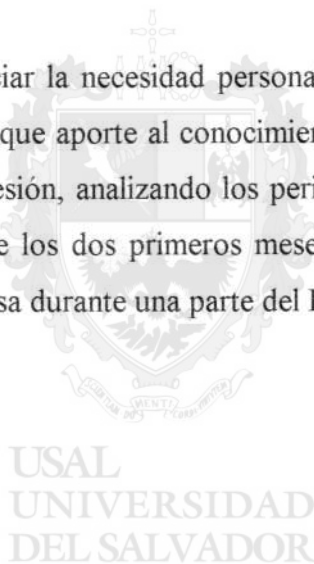 ciar la necesidad persona
que aporte al conocimien
esión, analizando los peri
e los dos primeros mese
sa durante una parte del
USAL
UNIVERSIDAD
DEL SALVADOR